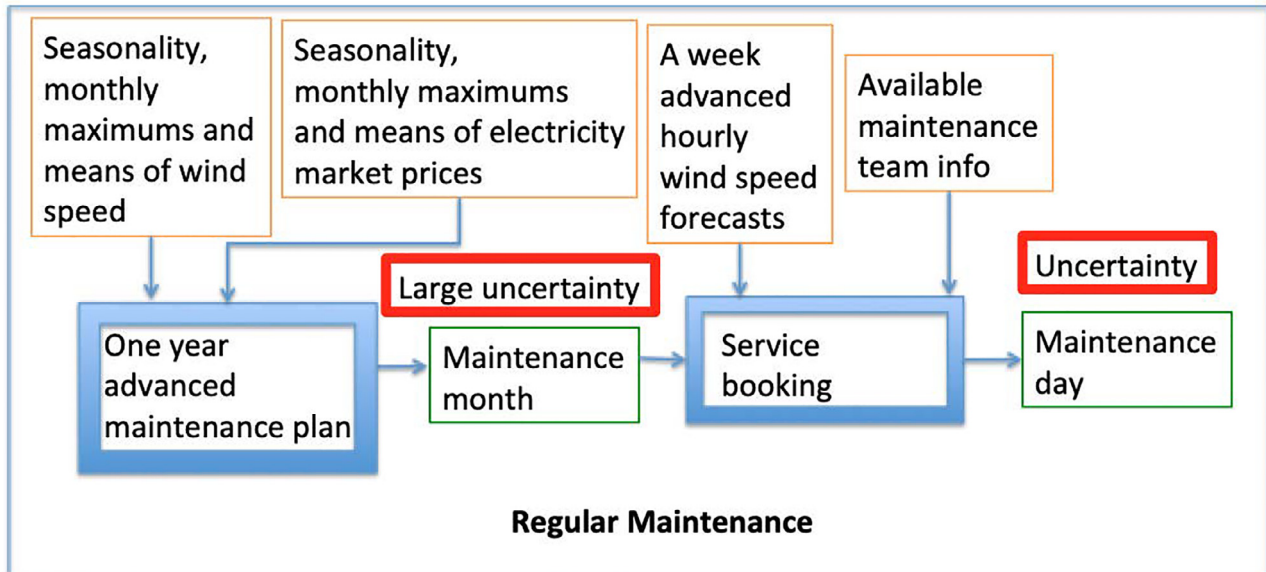 Seasonality,
monthly
maximums and
means of wind
speed
Seasonality,
monthly maximums
and means of electricity
market prices
A week
advanced
hourly
wind speed
forecasts
Available
maintenance
team info
Large uncertainty
Uncertainty
One year
advanced
maintenance plan
Maintenance
month
Service
booking
Maintenance
day
Regular Maintenance